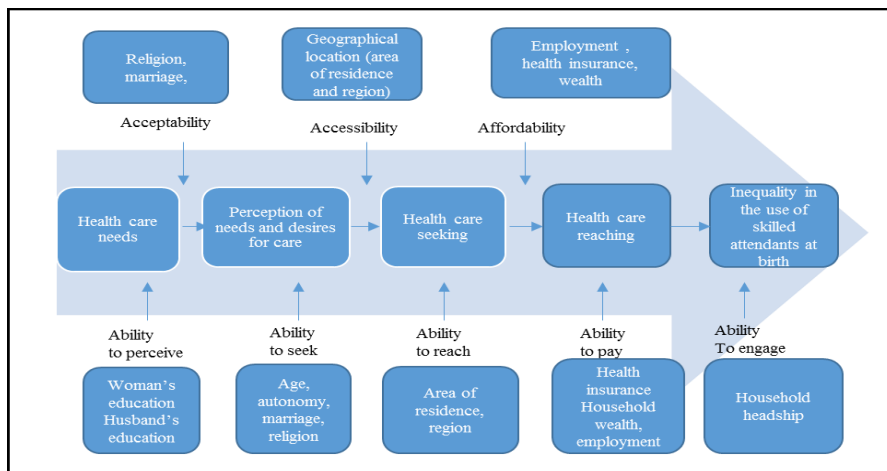 Religion,
marriage,
Geographical
location (area
of residence
and region)
Employment ,
health insurance,
wealth
Acceptability
Accessibility
Affordability
Health care
needs
Perception of
needs and desires
for care
Health care
seeking
Health care
reaching
Inequality in
the use of
skilled
attendants at
birth
Ability
to perceive
Ability
to seek
Ability
to reach
Ability
to pay
Ability
To engage
Woman's
education
Husband's
education
Age,
autonomy,
marriage,
religion
Area of
residence,
region
Health
insurance
Household
wealth,
employment
Household
headship